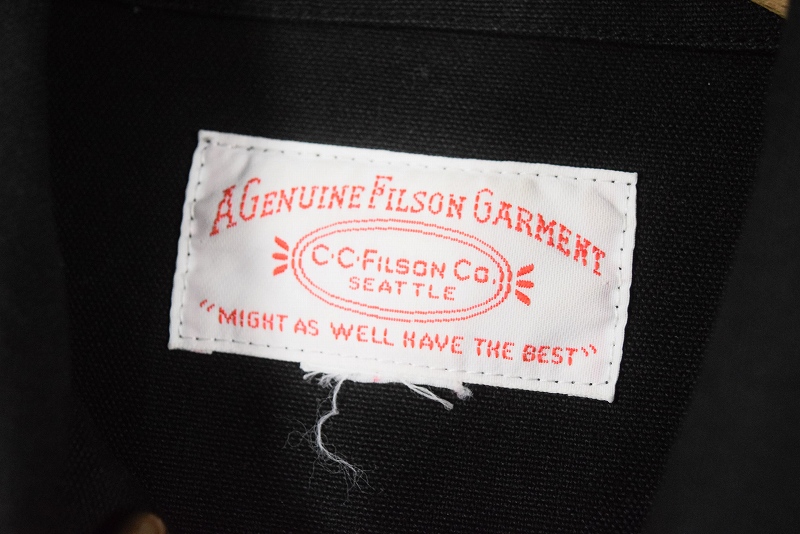 A GENUINE FILSON GARMENT
C·C·FILSON CO.
SEATTLE
"MIGHT AS WELL HAVE THE BEST"